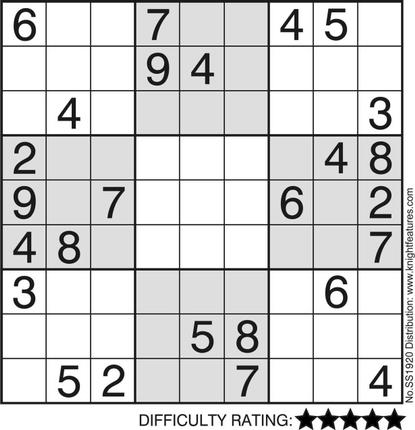 6 7 4 5
9 4
4 3
2 4 8
9 7 6 2
4 8 7
3 6
5 8
5 2 7 4
DIFFICULTY RATING: ★★★★★
No.SS1920 Distribution: www.knightfeatures.com